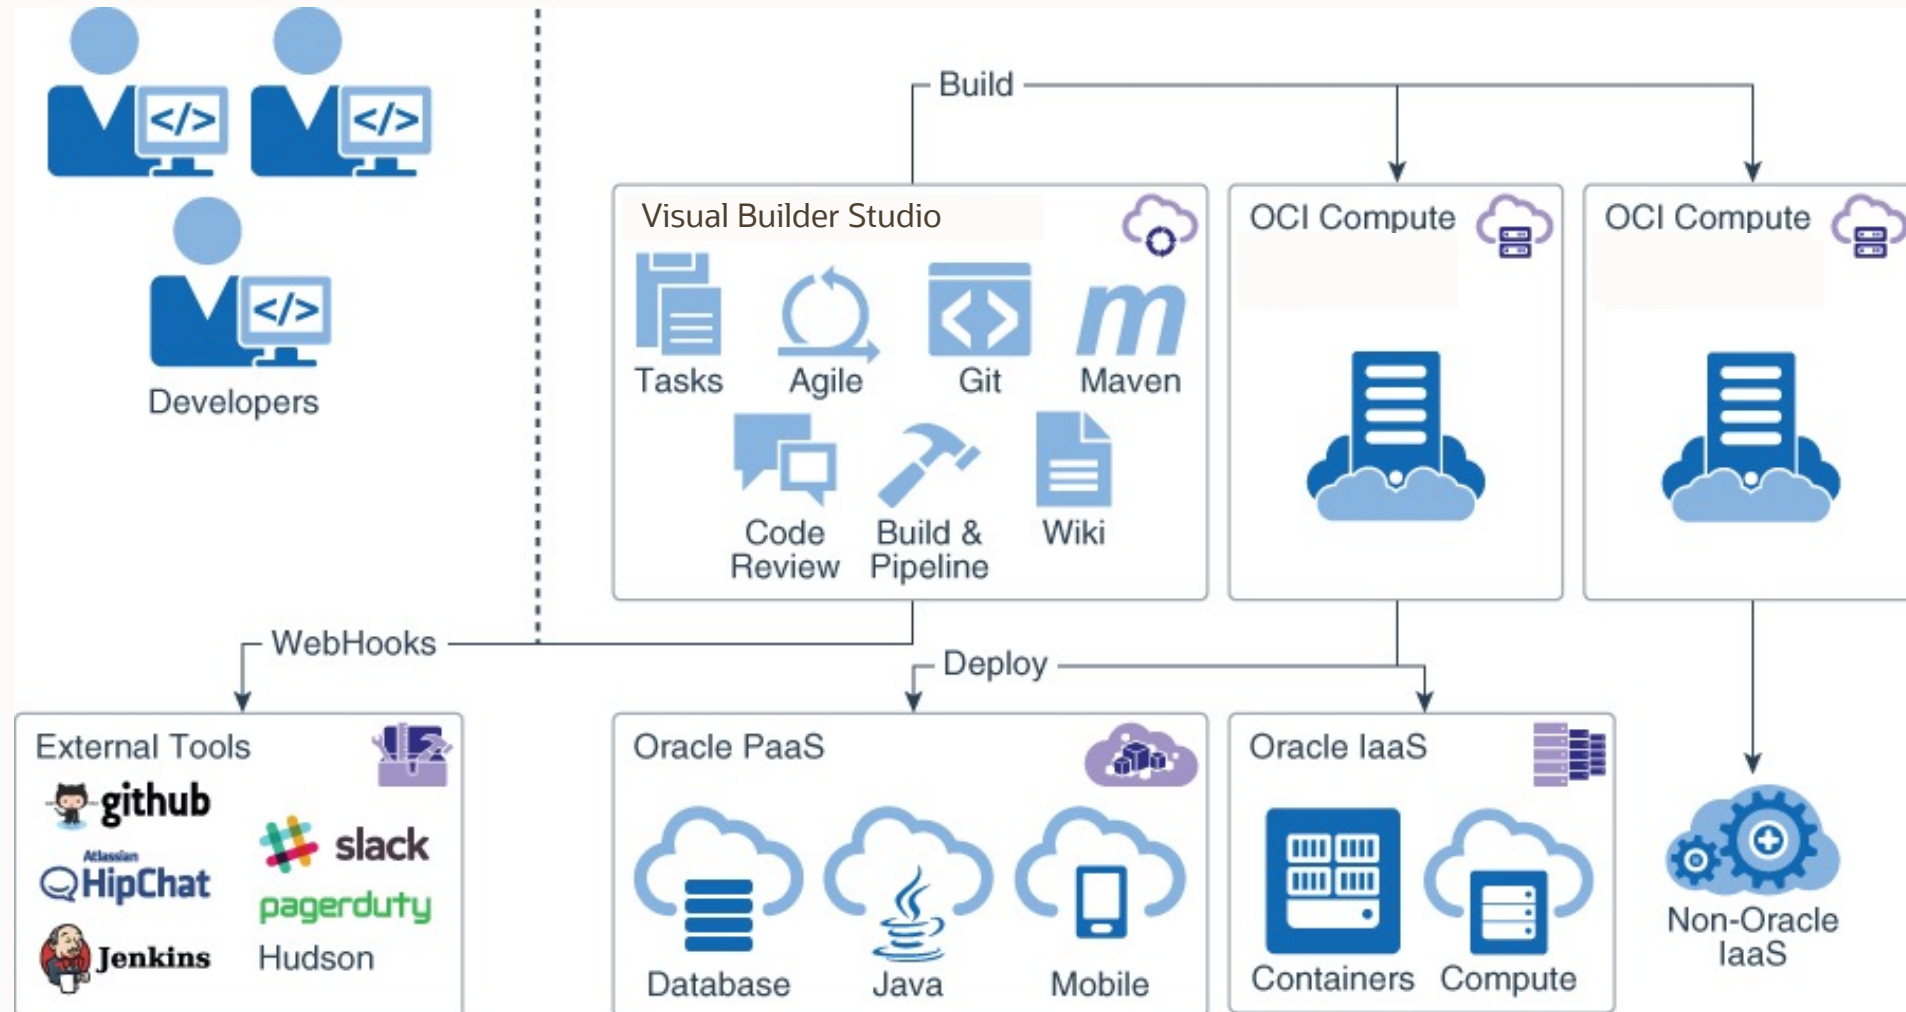 </>
</>
</>
Developers
Build
Visual Builder Studio
Tasks
Agile
Git
m
Maven
Code
Review
Build &
Pipeline
Wiki
OCI Compute
OCI Compute
WebHooks
Deploy
External Tools
github
slack
Atlassian
HipChat
pagerduty
Jenkins
Hudson
Oracle PaaS
Database
Java
Mobile
Oracle IaaS
Containers
Compute
Non-Oracle
IaaS